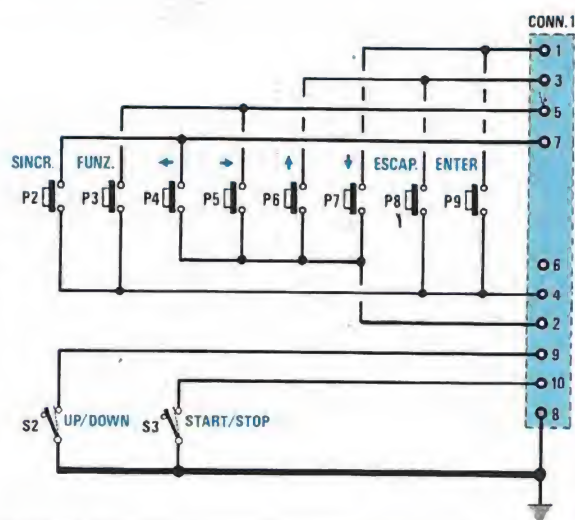 CONN.1
1
3
5
7
SINCR. FUNZ. ← → ↑ ↓ ESCAP. ENTER
P2 P3 P4 P5 P6 P7 P8 P9
6
4
2
9
10
S2 UP/DOWN S3 START/STOP 8